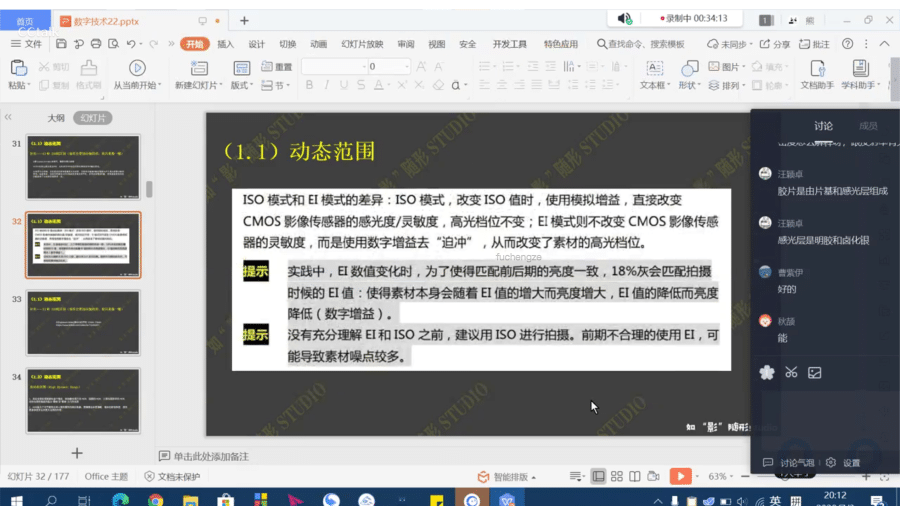 首页
数字技术22.pptx
录制中 00:34:13
1
文件
开始
插入
设计
切换
动画
幻灯片放映
审阅
视图
安全
开发工具
特色应用
查找命令、搜索模板
未同步
分享
批注
粘贴
剪切
复制
格式刷
从当前开始
新建幻灯片
版式
重置
节
0
B I U S A
文本框
形状
图片
排列
填充
轮廓
文档助手
学科助手
大纲
幻灯片
31
32
33
34
（1.1）动态范围
ISO 模式和 EI 模式的差异：ISO 模式，改变 ISO 值时，使用模拟增益，直接改变
CMOS 影像传感器的感光度/灵敏度，高光档位不变；EI 模式则不改变 CMOS 影像传感
器的灵敏度，而是使用数字增益去“迫冲”，从而改变了素材的高光档位。
fuchengze
提示
实践中，EI 数值变化时，为了使得匹配前后期的亮度一致，18%灰会匹配拍摄
时候的 EI 值：使得素材本身会随着 EI 值的增大而亮度增大，EI 值的降低而亮度
降低（数字增益）。
提示
没有充分理解 EI 和 ISO 之前，建议用 ISO 进行拍摄。前期不合理的使用 EI，可
能导致素材噪点较多。
如“影”随形
讨论
成员
汪颖卓
胶片是由片基和感光层组成
汪颖卓
感光层是明胶和卤化银
曹紫伊
好的
能
讨论气泡
设置
单击此处添加备注
幻灯片 32 / 177
Office 主题
文档未保护
智能排版
63%
英
20:12